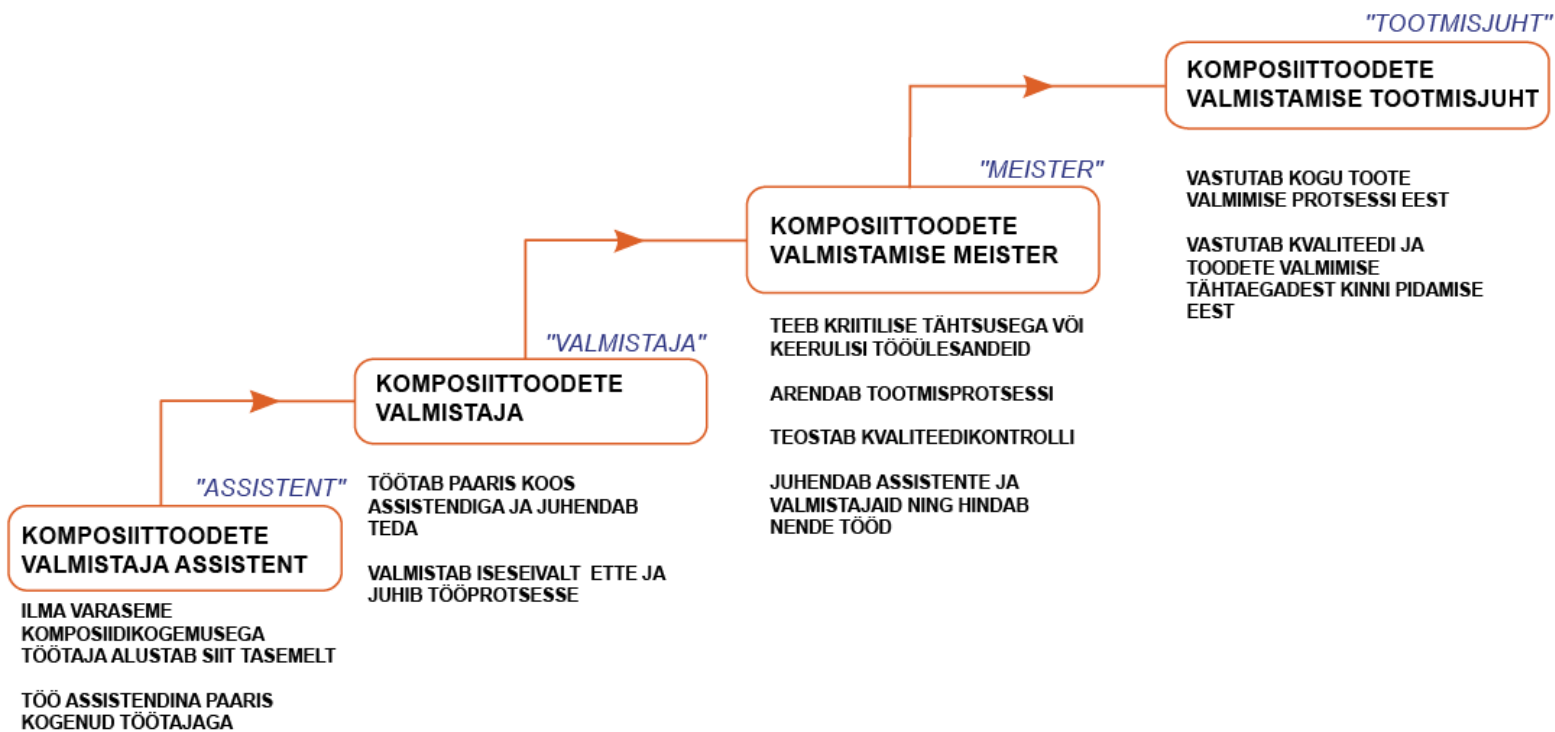 "TOOTMISJUHT"
KOMPOSIITTOODETE
VALMISTAMISE TOOTMISJUHT
VASTUTAB KOGU TOOTE
VALMIMISE PROTSESSI EEST
VASTUTAB KVALITEEDI JA
TOODETE VALMIMISE
TÄHTAEGADEST KINNI PIDAMISE
EEST
"MEISTER"
KOMPOSIITTOODETE
VALMISTAMISE MEISTER
TEEB KRIITILISE TÄHTSUSEGA VÖI
KEERULISI TÖÖÜLESANDEID
ARENDAB TOOTMISPROTSESSI
TEOSTAB KVALITEEDIKONTROLLI
JUHENDAB ASSISTENTE JA
VALMISTAJAID NING HINDAB
NENDE TÖÖD
"VALMISTAJA"
KOMPOSIITTOODETE
VALMISTAJA
TÖÖTAB PAARIS KOOS
ASSISTENDIGA JA JUHENDAB
TEDA
VALMISTAB ISESEIVALT ETTE JA
JUHIB TÖÖPROTSESSE
"ASSISTENT"
KOMPOSIITTOODETE
VALMISTAJA ASSISTENT
ILMA VARASEME
KOMPOSIIDIKOGEMUSEGA
TÖÖTAJA ALUSTAB SIIT TASEMELT
TÖÖ ASSISTENDINA PAARIS
KOGENUD TÖÖTAJAGA